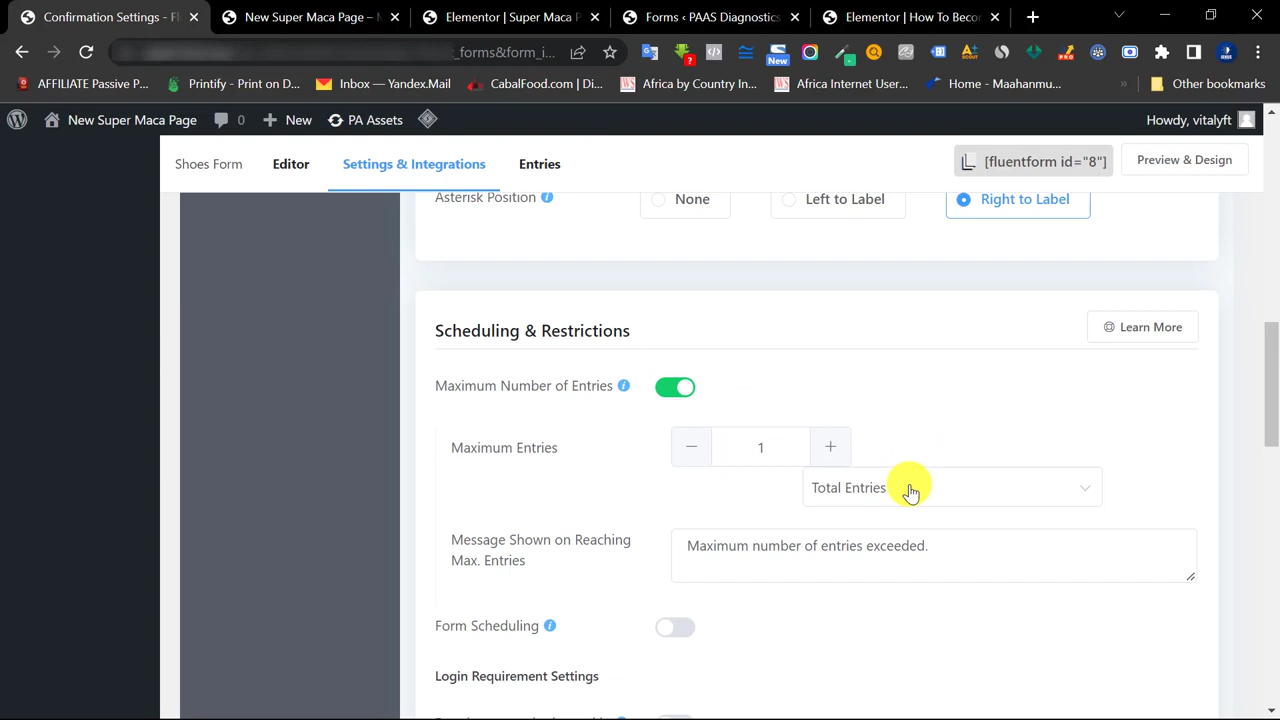 Confirmation Settings - Fl
New Super Maca Page – N
Elementor | Super Maca P
Forms ‹ PAAS Diagnostics
Elementor | How To Becor
_forms&form_i...
New
PRO
AFFILIATE Passive P...
Printify - Print on D...
Inbox — Yandex.Mail
CabalFood.com | Di...
Africa by Country In...
Africa Internet User...
Home - Maahanmu...
»
Other bookmarks
New Super Maca Page
0
New
PA Assets
Howdy, vitalyft
Shoes Form
Editor
Settings & Integrations
Entries
[fluentform id="8"]
Preview & Design
Asterisk Position
None
Left to Label
Right to Label
Scheduling & Restrictions
Learn More
Maximum Number of Entries
Maximum Entries
1
Total Entries
Message Shown on Reaching
Max. Entries
Maximum number of entries exceeded.
Form Scheduling
Login Requirement Settings